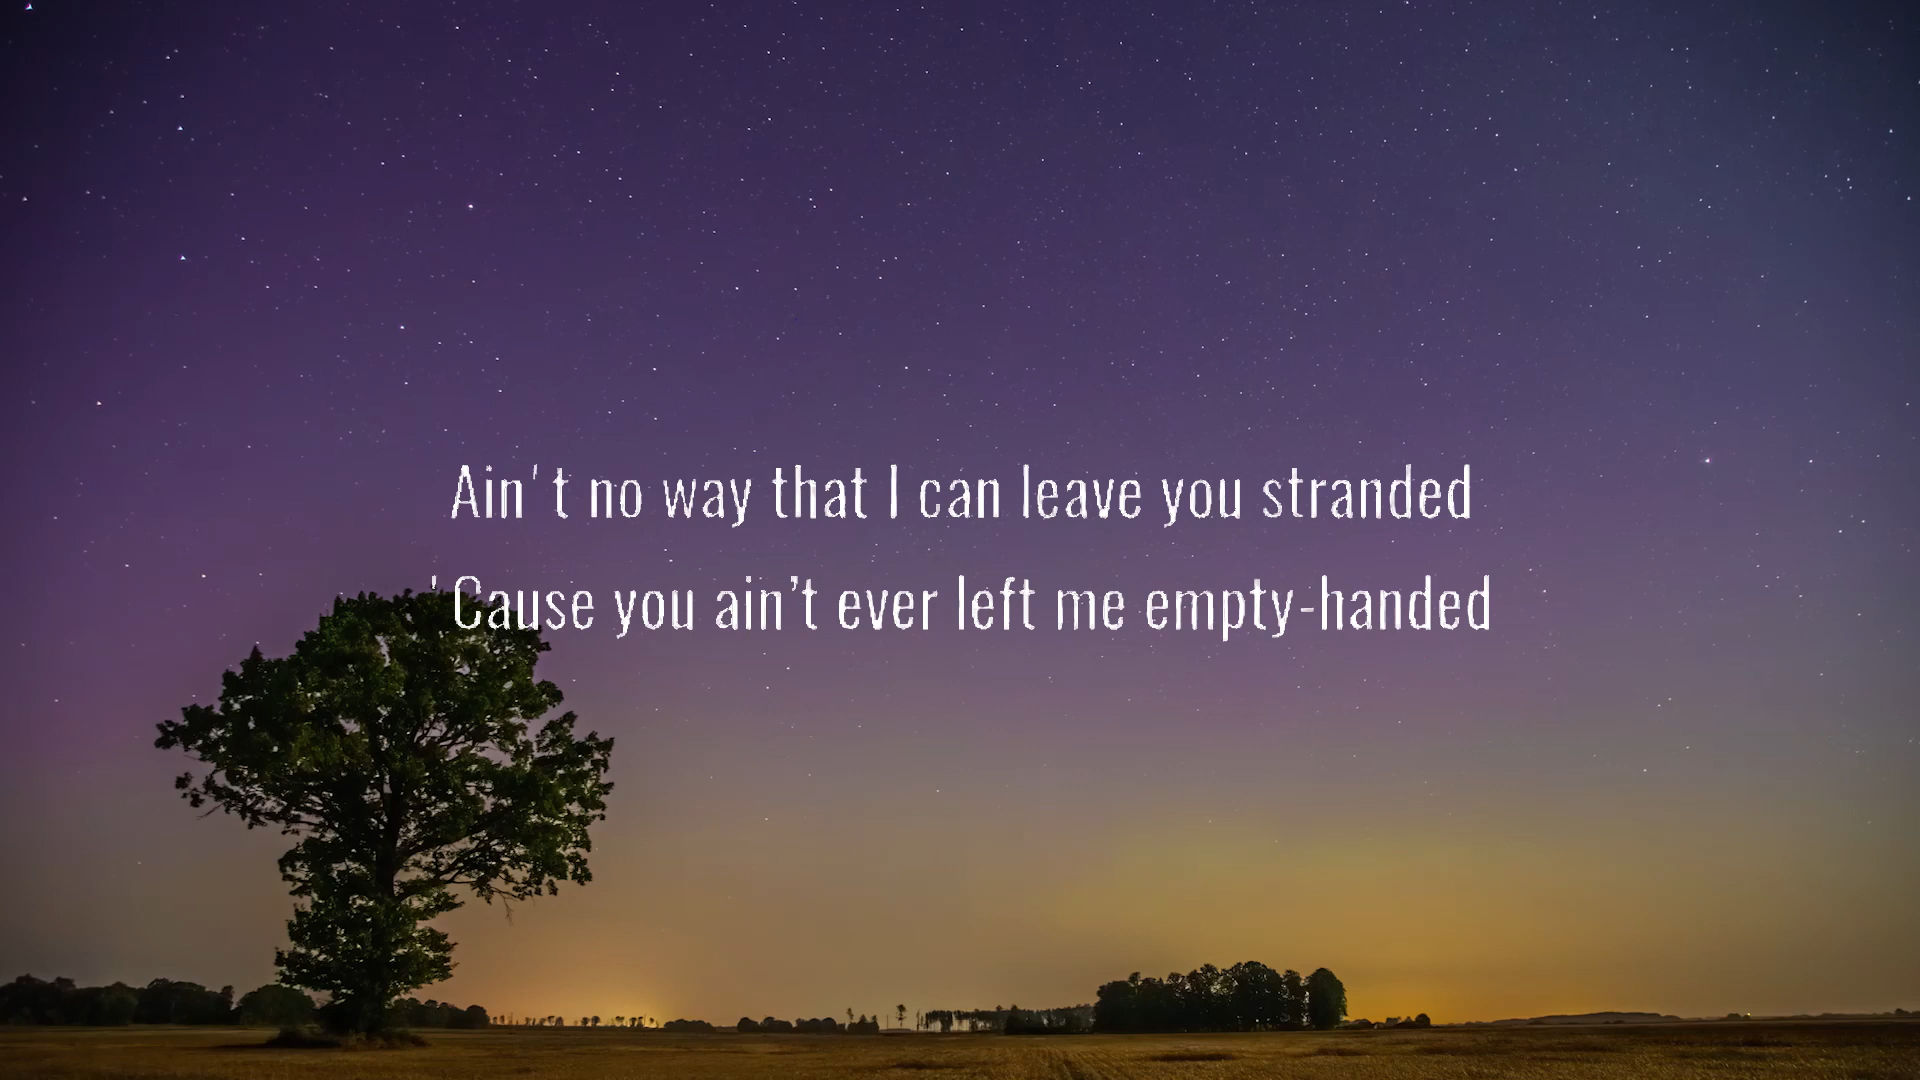 Ain't no way that I can leave you stranded
'Cause you ain’t ever left me empty-handed